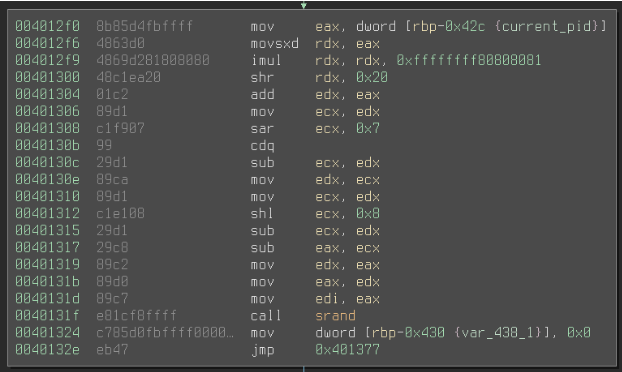 004012f0 8b85d4fbffff mov eax, dword [rbp-0x42c {current_pid}]
004012f6 4863d0 movsxd rdx, eax
004012f9 4869d281808080 imul rdx, rdx, 0xffffffff80808081
00401300 48c1ea20 shr rdx, 0x20
00401304 01c2 add edx, eax
00401306 89d1 mov ecx, edx
00401308 c1f907 sar ecx, 0x7
0040130b 99 cdq
0040130c 29d1 sub ecx, edx
0040130e 89ca mov edx, ecx
00401310 89d1 mov ecx, edx
00401312 c1e108 shl ecx, 0x8
00401315 29d1 sub ecx, edx
00401317 29c8 sub eax, ecx
00401319 89c2 mov edx, eax
0040131b 89d0 mov eax, edx
0040131d 89c7 mov edi, eax
0040131f e81cf8ffff call srand
00401324 c785d0fbffff0000… mov dword [rbp-0x430 {var_438_1}], 0x0
0040132e eb47 jmp 0x401377